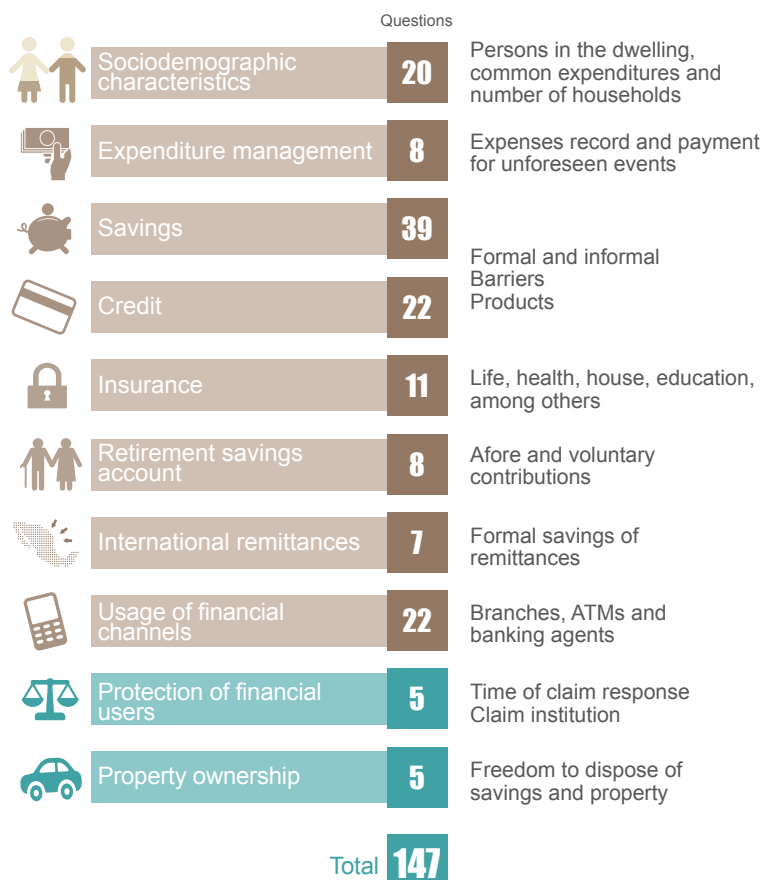 Questions
Sociodemographic
characteristics
20
Persons in the dwelling,
common expenditures and
number of households
Expenditure management
8
Expenses record and payment
for unforeseen events
Savings
39
Credit
22
Formal and informal
Barriers
Products
Insurance
11
Life, health, house, education,
among others
Retirement savings
account
8
Afore and voluntary
contributions
International remittances
7
Formal savings of
remittances
Usage of financial
channels
22
Branches, ATMs and
banking agents
Protection of financial
users
5
Time of claim response
Claim institution
Property ownership
5
Freedom to dispose of
savings and property
Total 147